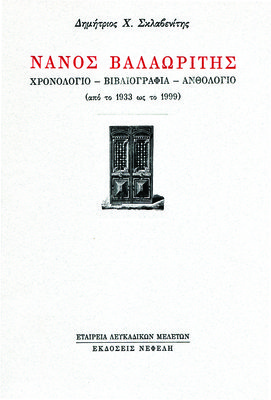 Δημήτριος Χ. Σκλαβενίτης
ΝΑΝΟΣ ΒΑΛΑΩΡΙΤΗΣ
ΧΡΟΝΟΛΟΓΙΟ – ΒΙΒΛΙΟΓΡΑΦΙΑ – ΑΝΘΟΛΟΓΙΟ
(από το 1933 ως το 1999)
ΕΤΑΙΡΕΙΑ ΛΕΥΚΑΔΙΚΩΝ ΜΕΛΕΤΩΝ
ΕΚΔΟΣΕΙΣ ΝΕΦΕΛΗ